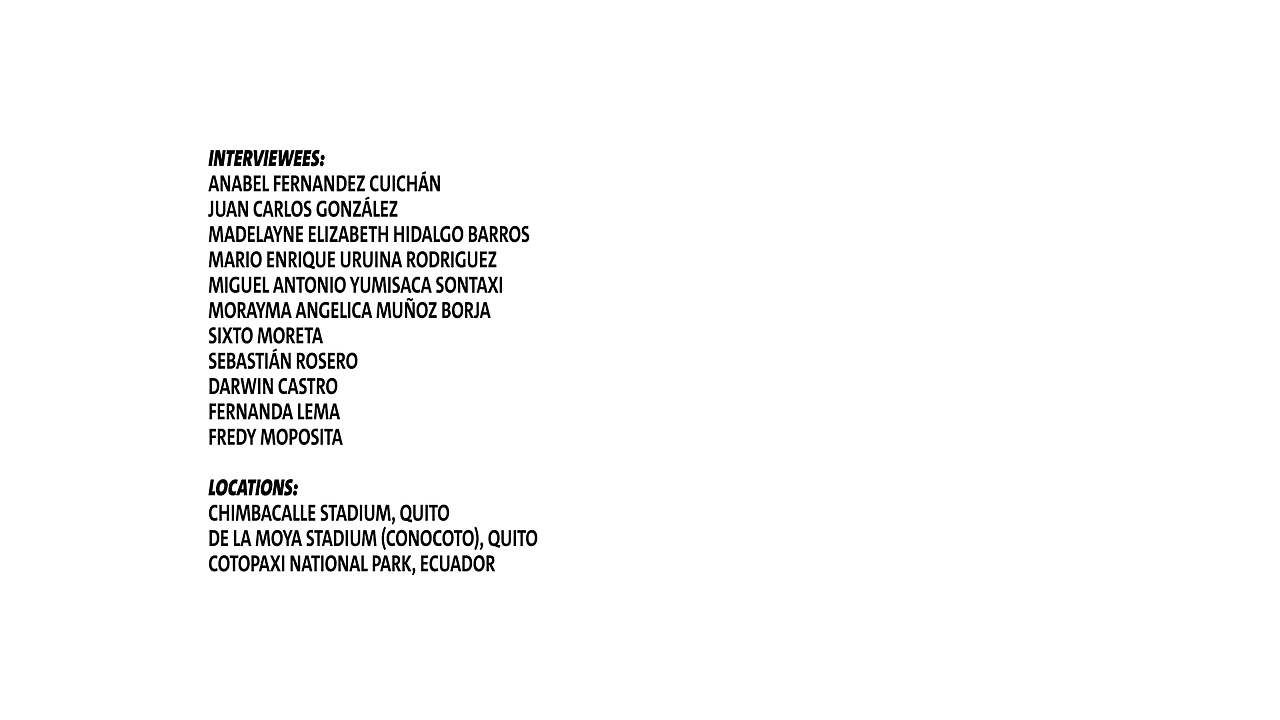 INTERVIEWEES:
ANABEL FERNANDEZ CUICHÁN
JUAN CARLOS GONZÁLEZ
MADELAYNE ELIZABETH HIDALGO BARROS
MARIO ENRIQUE URUINA RODRIGUEZ
MIGUEL ANTONIO YUMISACA SONTAXI
MORAYMA ANGELICA MUÑOZ BORJA
SIXTO MORETA
SEBASTIÁN ROSERO
DARWIN CASTRO
FERNANDA LEMA
FREDY MOPOSITA
LOCATIONS:
CHIMBACALLE STADIUM, QUITO
DE LA MOYA STADIUM (CONOCOTO), QUITO
COTOPAXI NATIONAL PARK, ECUADOR